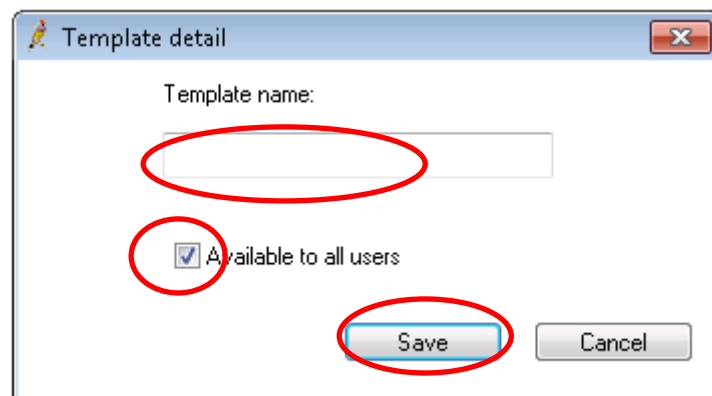 Template detail
Template name:
Available to all users
Save Cancel